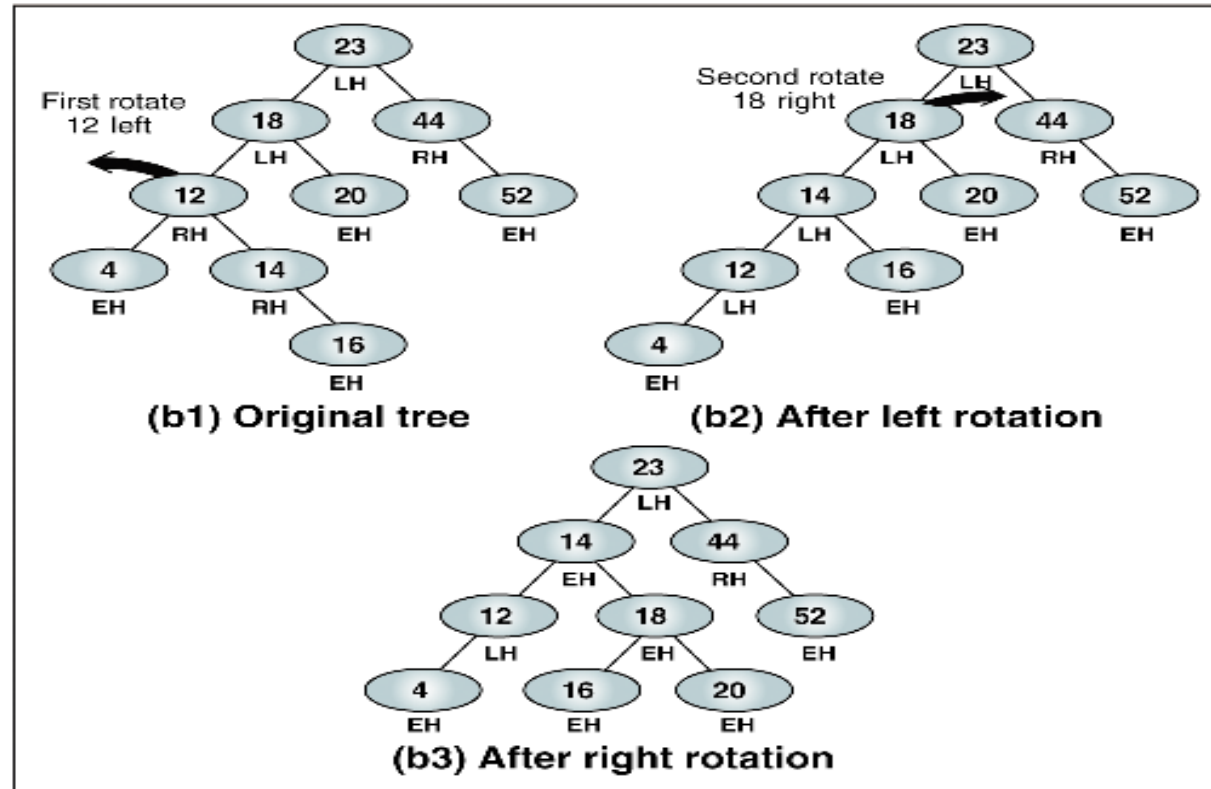 23
LH
First rotate
12 left
18
44
LH
RH
12
20
52
RH
EH
EH
4
14
EH
RH
16
EH
(b1) Original tree
23
LH
Second rotate
18 right
18
44
LH
RH
14
20
52
LH
EH
EH
12
16
LH
EH
4
EH
(b2) After left rotation
23
LH
14
44
EH
RH
12
18
52
LH
EH
EH
4
16
20
EH
EH
EH
(b3) After right rotation